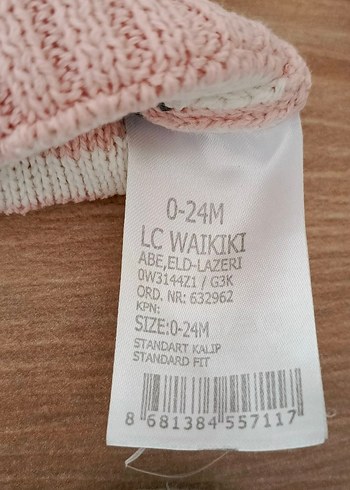 0-24M
LC WAIKIKI
ABE,ELD-LAZERI
0W3144Z1 / G3K
ORD. NR: 632962
KPN:
SIZE:0-24M
STANDART KALIP
STANDARD FIT
8 681384 557117